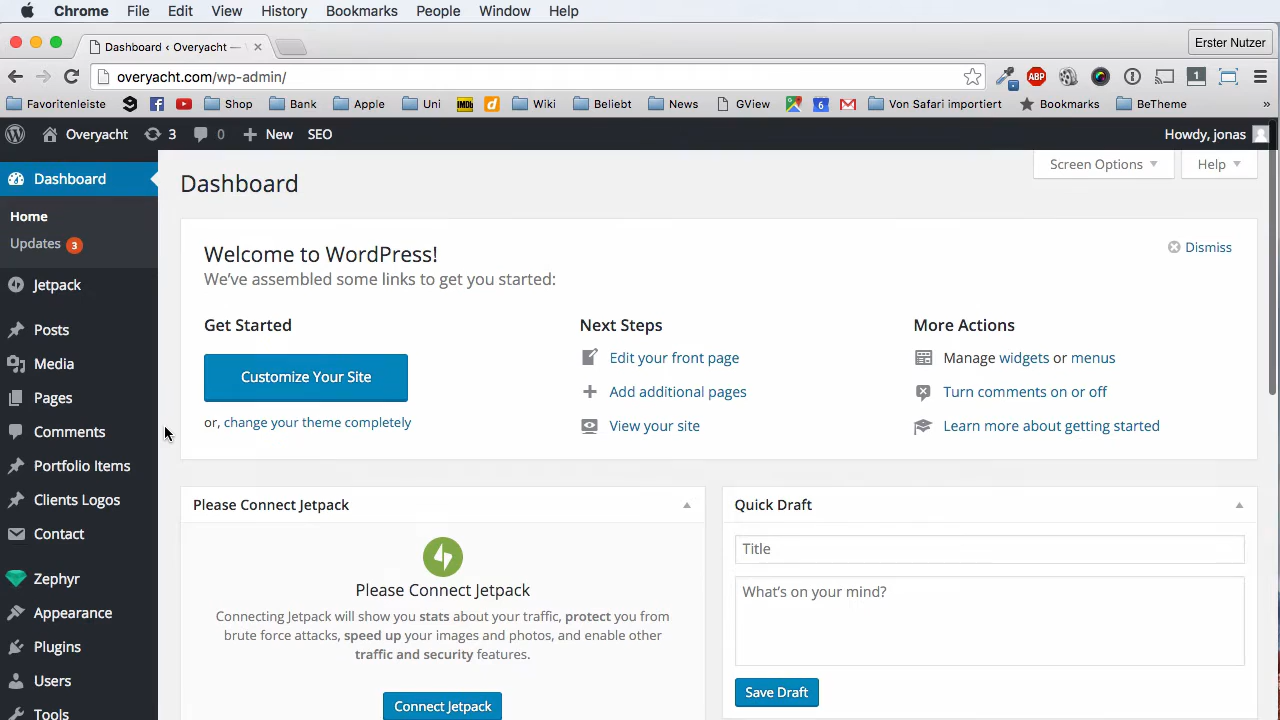 Chrome File Edit View History Bookmarks People Window Help
Dashboard ‹ Overyacht —
Erster Nutzer
overyacht.com/wp-admin/
ABP
1
Favoritenleiste Shop Bank Apple Uni IMDb d Wiki Beliebt News GView 6 Von Safari importiert Bookmarks BeTheme »
Overyacht 3 0 New SEO Howdy, jonas
Screen Options Help
Dashboard
Home
Updates 3
Jetpack
Posts
Media
Pages
Comments
Portfolio Items
Clients Logos
Contact
Zephyr
Appearance
Plugins
Users
Tools
Dashboard
Welcome to WordPress!
Dismiss
We've assembled some links to get you started:
Get Started
Customize Your Site
or, change your theme completely
Next Steps
Edit your front page
Add additional pages
View your site
More Actions
Manage widgets or menus
Turn comments on or off
Learn more about getting started
Please Connect Jetpack
Please Connect Jetpack
Connecting Jetpack will show you stats about your traffic, protect you from
brute force attacks, speed up your images and photos, and enable other
traffic and security features.
Connect Jetpack
Quick Draft
Title
What's on your mind?
Save Draft